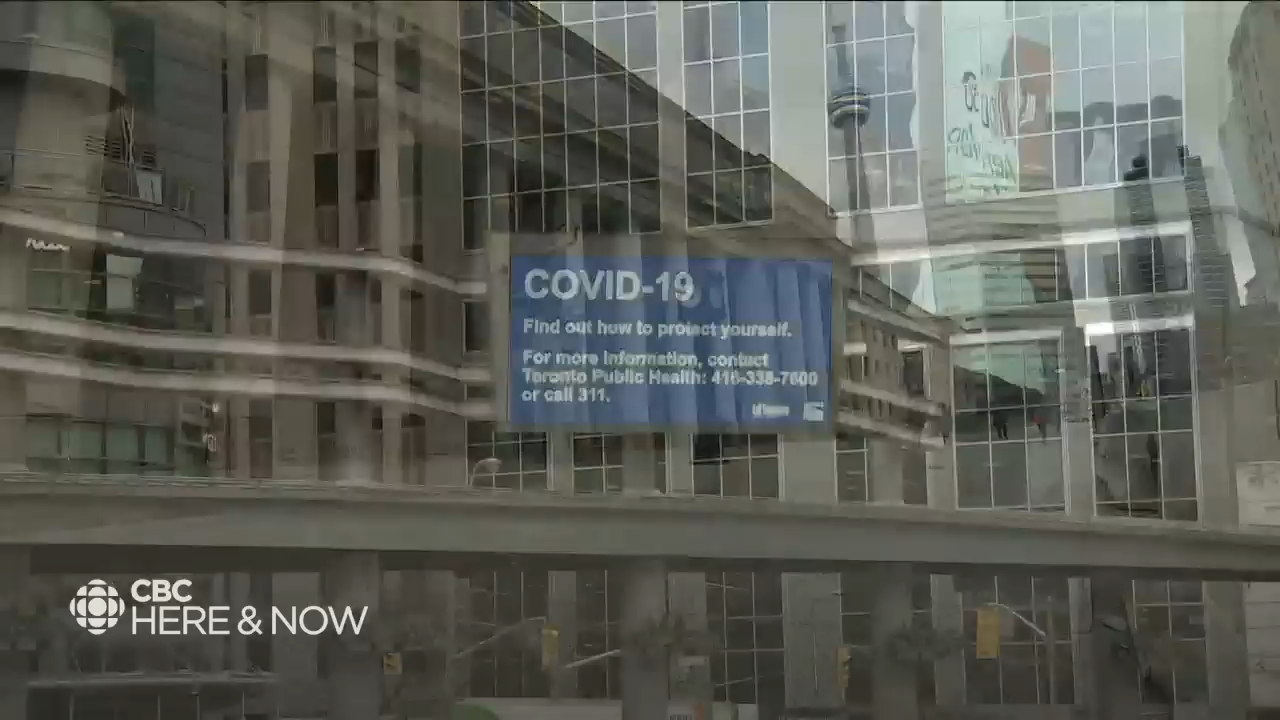 COVID-19
Find out how to protect yourself.
For more information, contact
Toronto Public Health: 416-338-7600
or call 311.
CBC
HERE & NOW